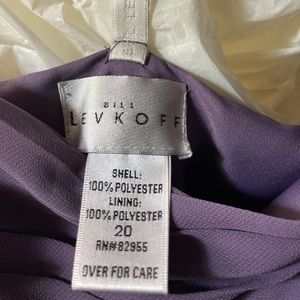 BILL
LEVKOFF
SHELL:
100% POLYESTER
LINING:
100% POLYESTER
20
RN#82955
OVER FOR CARE